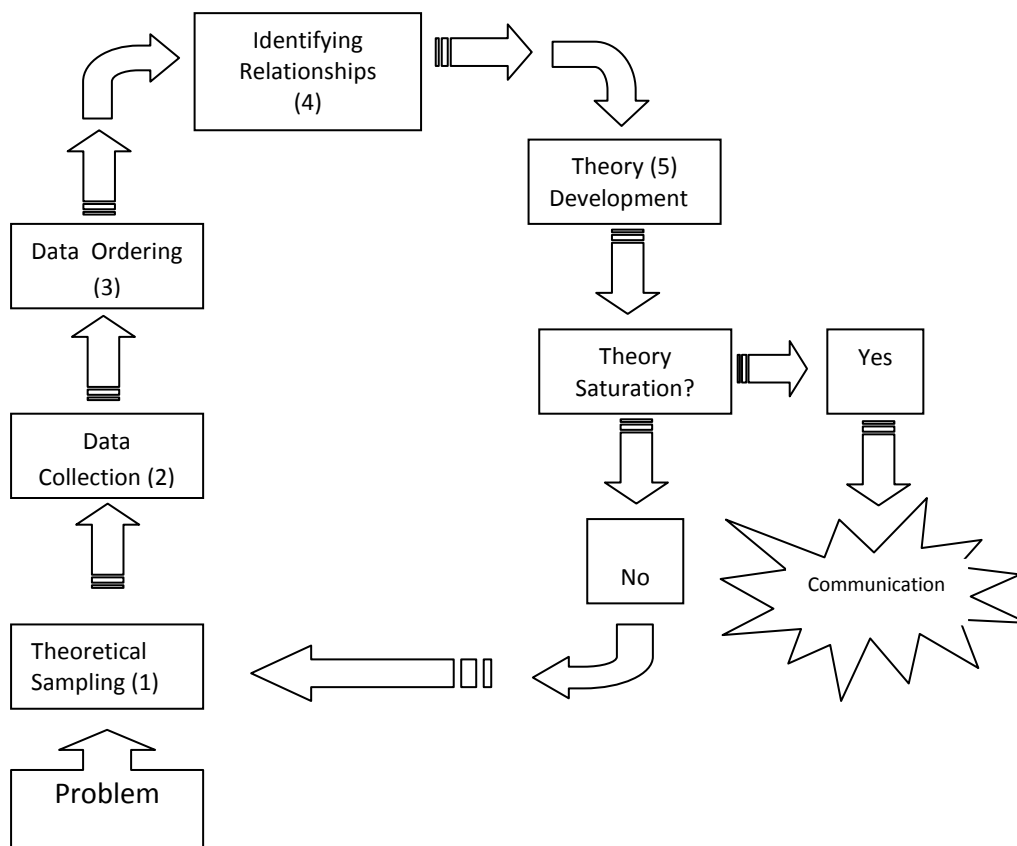 Identifying
Relationships
(4)
Theory (5)
Development
Data Ordering
(3)
Theory
Saturation?
Yes
Data
Collection (2)
No
Communication
Theoretical
Sampling (1)
Problem